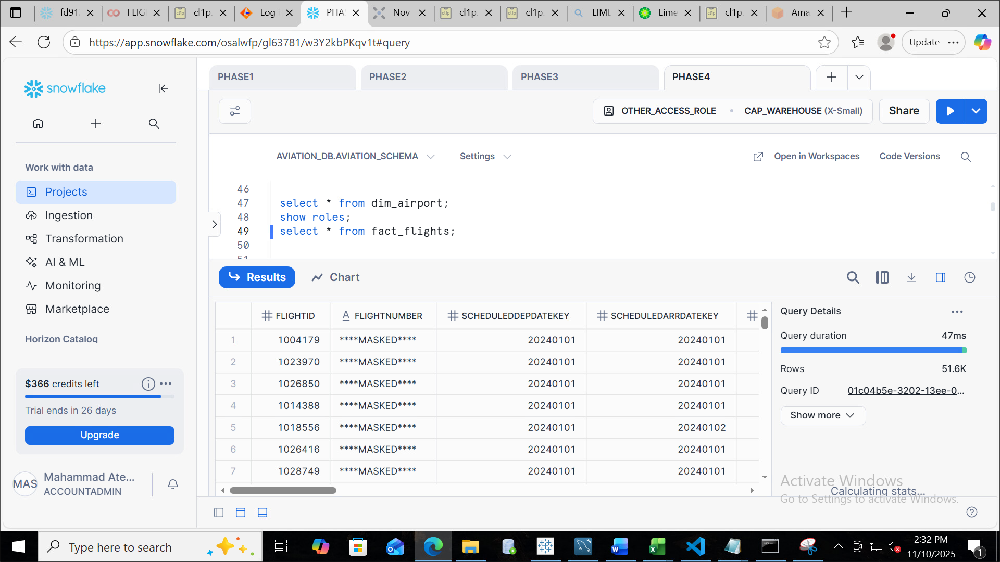 fd91
FLIG
cl1p.
Log
PHA
Nov
cl1p.
cl1p.
LIME
Lime
cl1p.
Ama
https://app.snowflake.com/osalwfp/gl63781/w3Y2kbPKqv1t#query
Update
snowflake
PHASE1
PHASE2
PHASE3
PHASE4
OTHER_ACCESS_ROLE • CAP_WAREHOUSE (X-Small)
Share
Work with data
Projects
Ingestion
Transformation
AI & ML
Monitoring
Marketplace
Horizon Catalog
$366 credits left
Trial ends in 26 days
Upgrade
MAS
Mahammad Ate...
ACCOUNTADMIN
AVIATION_DB.AVIATION_SCHEMA
Settings
Open in Workspaces
Code Versions
46
47 select * from dim_airport;
48 show roles;
49 select * from fact_flights;
50
51
Results
Chart
FLIGHTID FLIGHTNUMBER SCHEDULEDDEPDATEKEY SCHEDULEDARRDATEKEY
1 1004179 ****MASKED**** 20240101 20240101
2 1023970 ****MASKED**** 20240101 20240101
3 1026850 ****MASKED**** 20240101 20240101
4 1014388 ****MASKED**** 20240101 20240101
5 1018556 ****MASKED**** 20240101 20240102
6 1026416 ****MASKED**** 20240101 20240101
7 1028749 ****MASKED**** 20240101 20240101
Query Details
Query duration 47ms
Rows 51.6K
Query ID 01c04b5e-3202-13ee-0...
Show more
Calculating stats...
Activate Windows
Go to Settings to activate Windows.
Type here to search
2:32 PM
11/10/2025
1